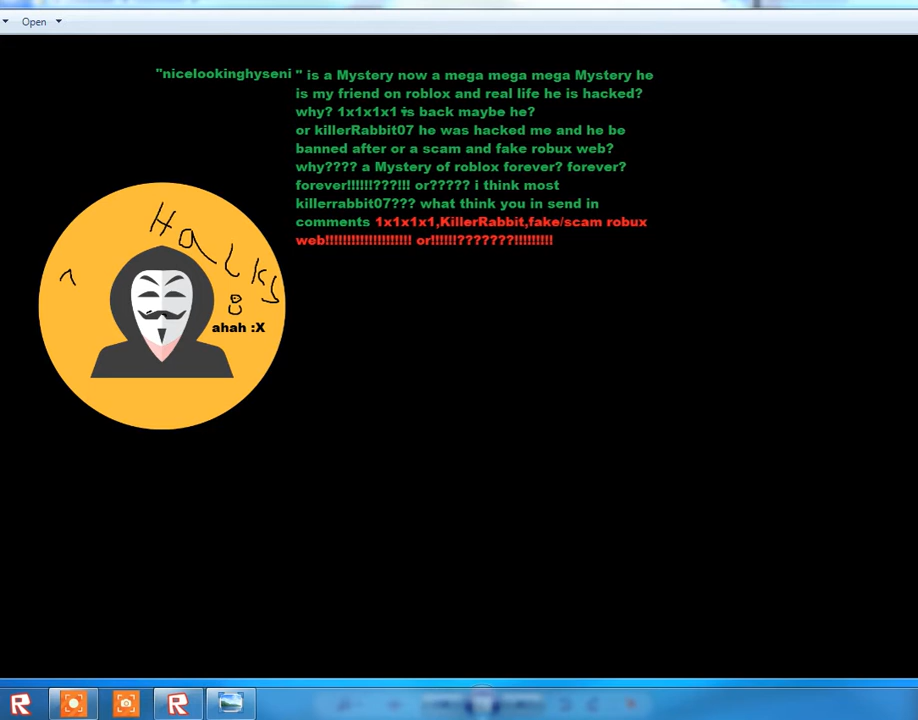 Open
"nicelookinghyseni " is a Mystery now a mega mega mega Mystery he
is my friend on roblox and real life he is hacked?
why? 1x1x1x1 is back maybe he?
or killerRabbit07 he was hacked me and he be
banned after or a scam and fake robux web?
why???? a Mystery of roblox forever? forever?
forever!!!!!!???!!! or????? i think most
killerrabbit07??? what think you in send in
comments 1x1x1x1,KillerRabbit,fake/scam robux
web!!!!!!!!!!!!!!!!!!!! or!!!!!!???????!!!!!!!!!
ahah :X